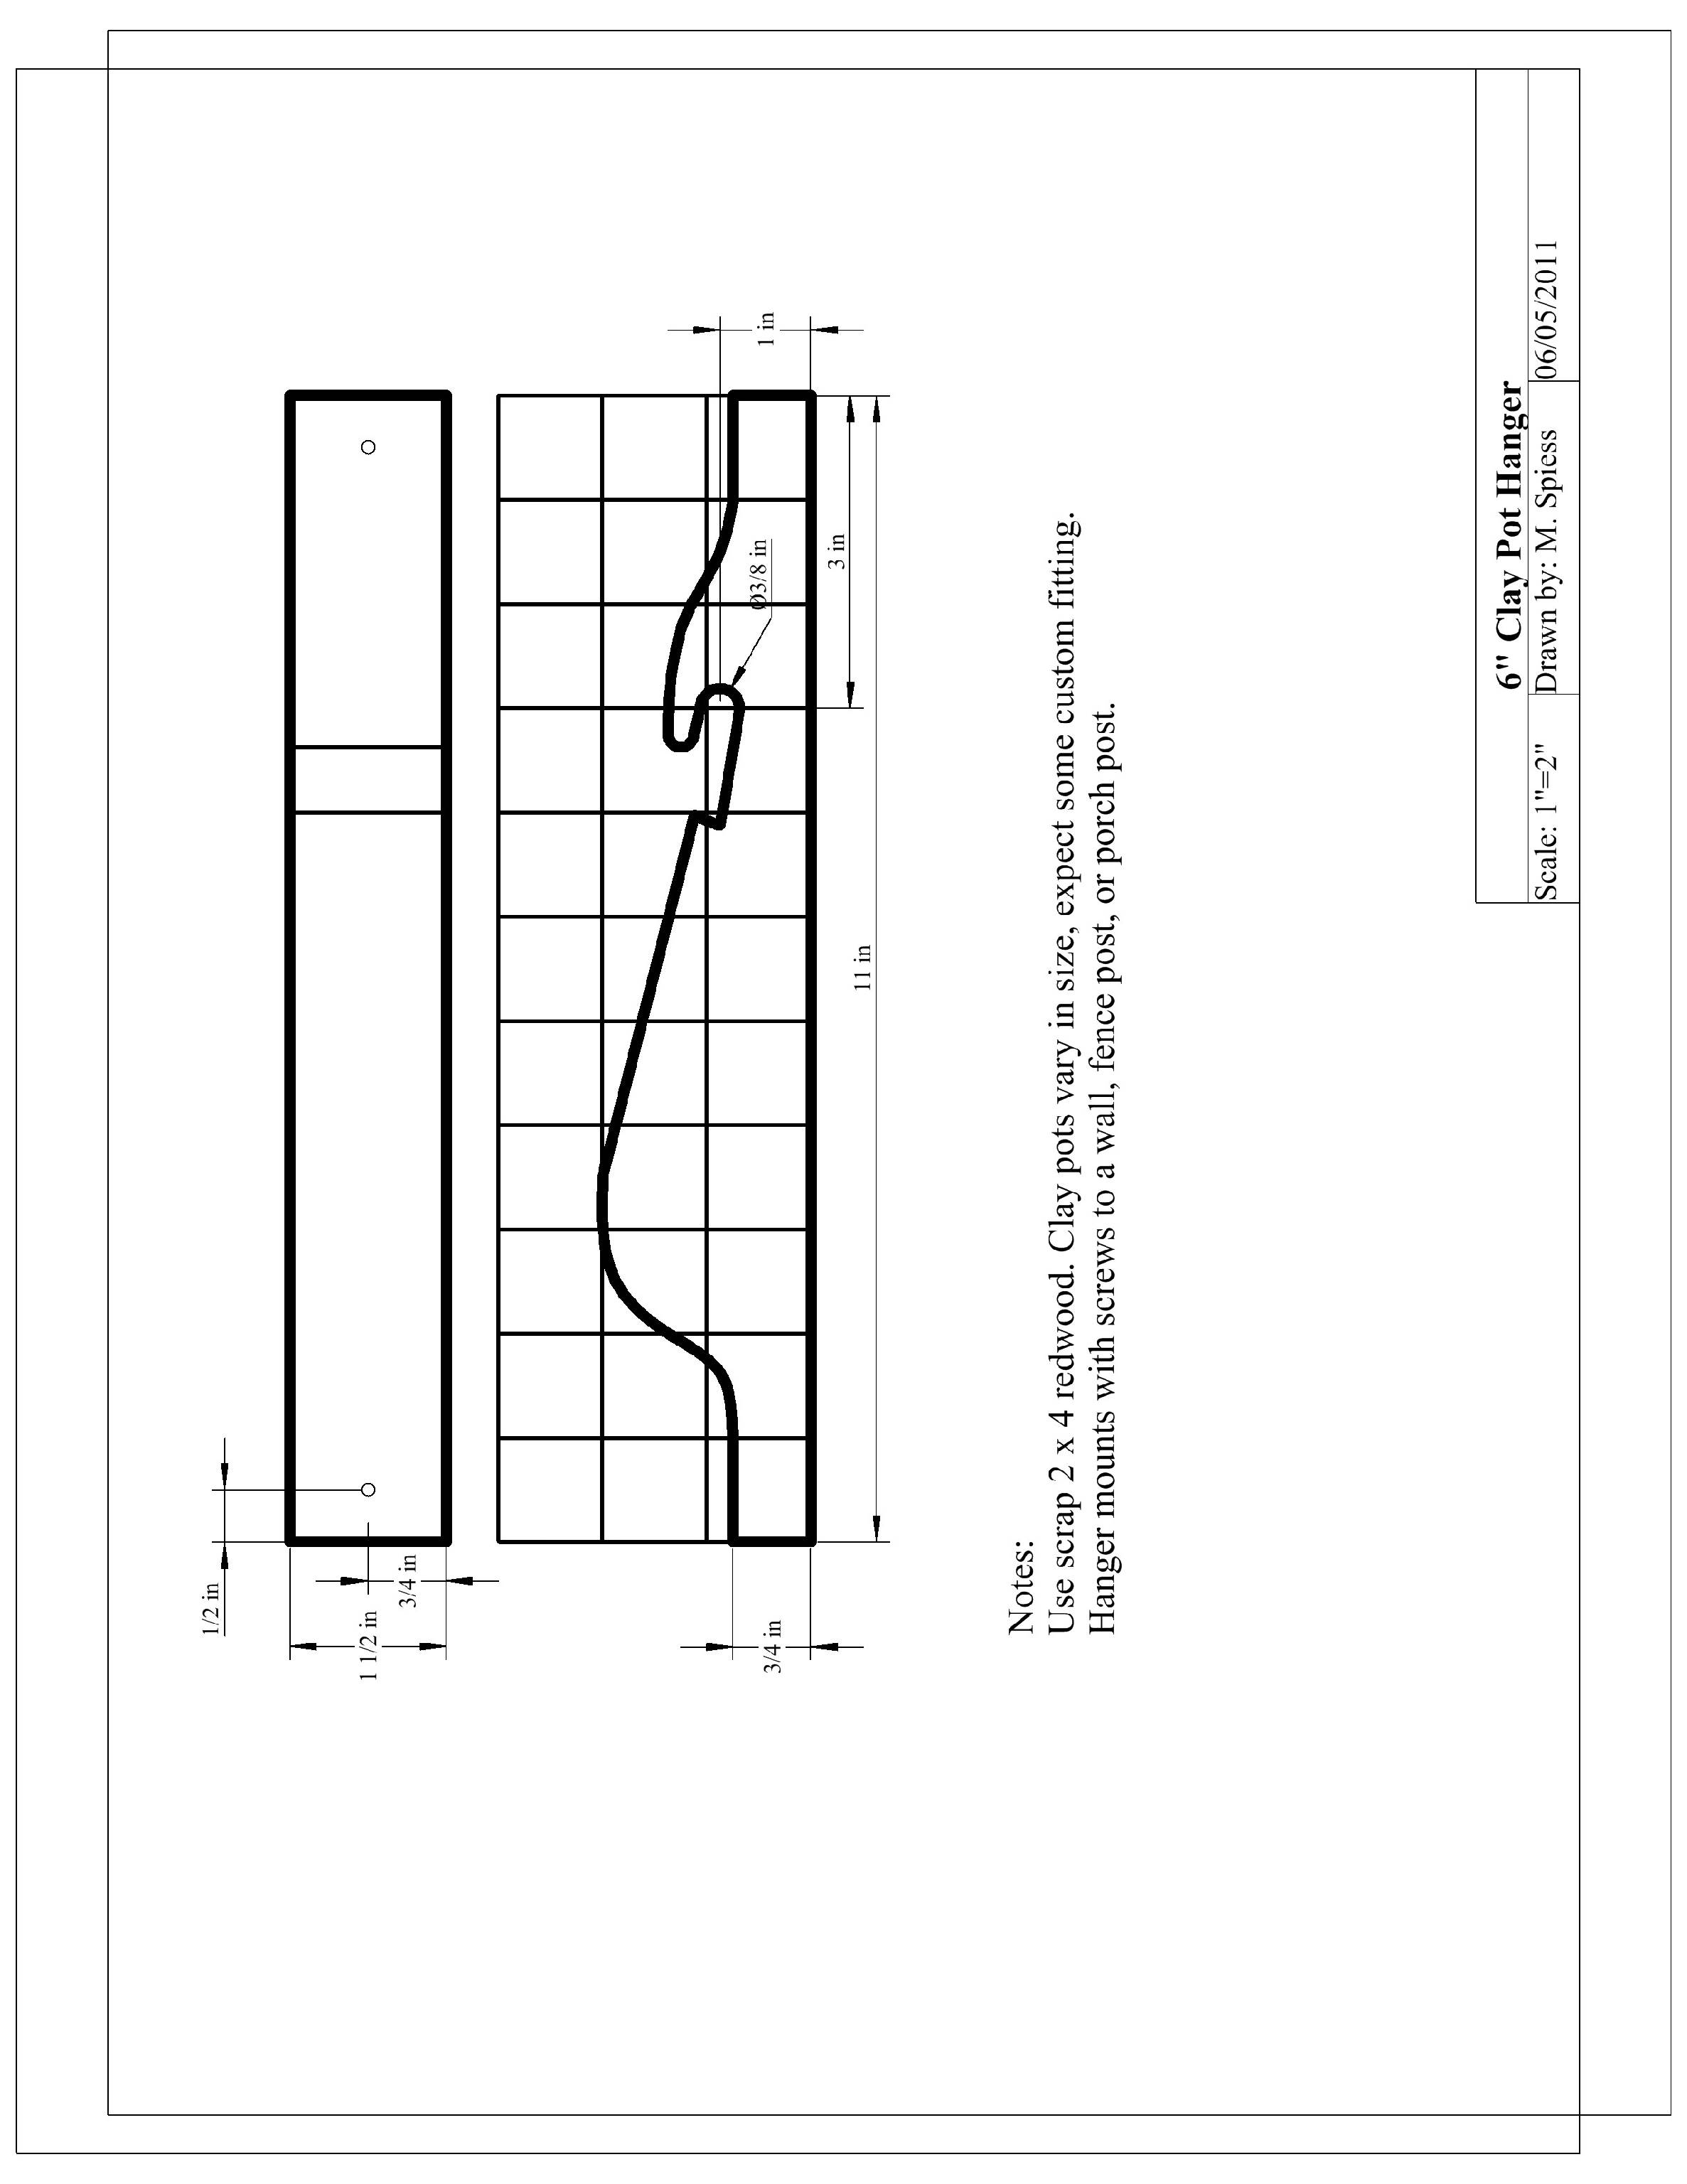 1/2 in
1 1/2 in
3/4 in
3/4 in
1 in
Ø3/8 in
3 in
11 in
Notes:
Use scrap 2 x 4 redwood. Clay pots vary in size, expect some custom fitting.
Hanger mounts with screws to a wall, fence post, or porch post.
6" Clay Pot Hanger
Scale: 1"=2"
Drawn by: M. Spiess
06/05/2011